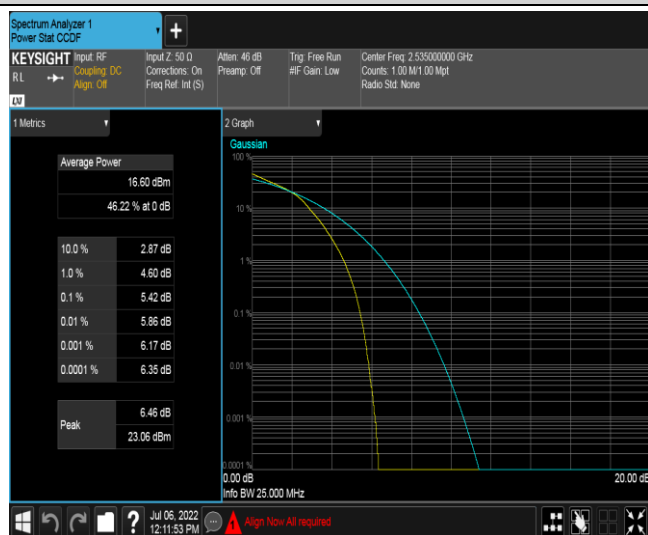 Spectrum Analyzer 1
Power Stat CCDF
+
KEYSIGHT
RL
LXI
Input: RF
Coupling: DC
Align: Off
Input Z: 50 Ω
Corrections: On
Freq Ref: Int (S)
Atten: 46 dB
Preamp: Off
Trig: Free Run
#IF Gain: Low
Center Freq: 2.535000000 GHz
Counts: 1.00 M/1.00 Mpt
Radio Std: None
1 Metrics
Average Power
16.60 dBm
46.22 % at 0 dB
10.0 % 2.87 dB
1.0 % 4.60 dB
0.1 % 5.42 dB
0.01 % 5.86 dB
0.001 % 6.17 dB
0.0001 % 6.35 dB
Peak
6.46 dB
23.06 dBm
2 Graph
Gaussian
100 %
10 %
1 %
0.1 %
0.01 %
0.001 %
0.0001 %
0.00 dB 20.00 dB
Info BW 25.000 MHz
?
Jul 06, 2022
12:11:53 PM
Align Now All required